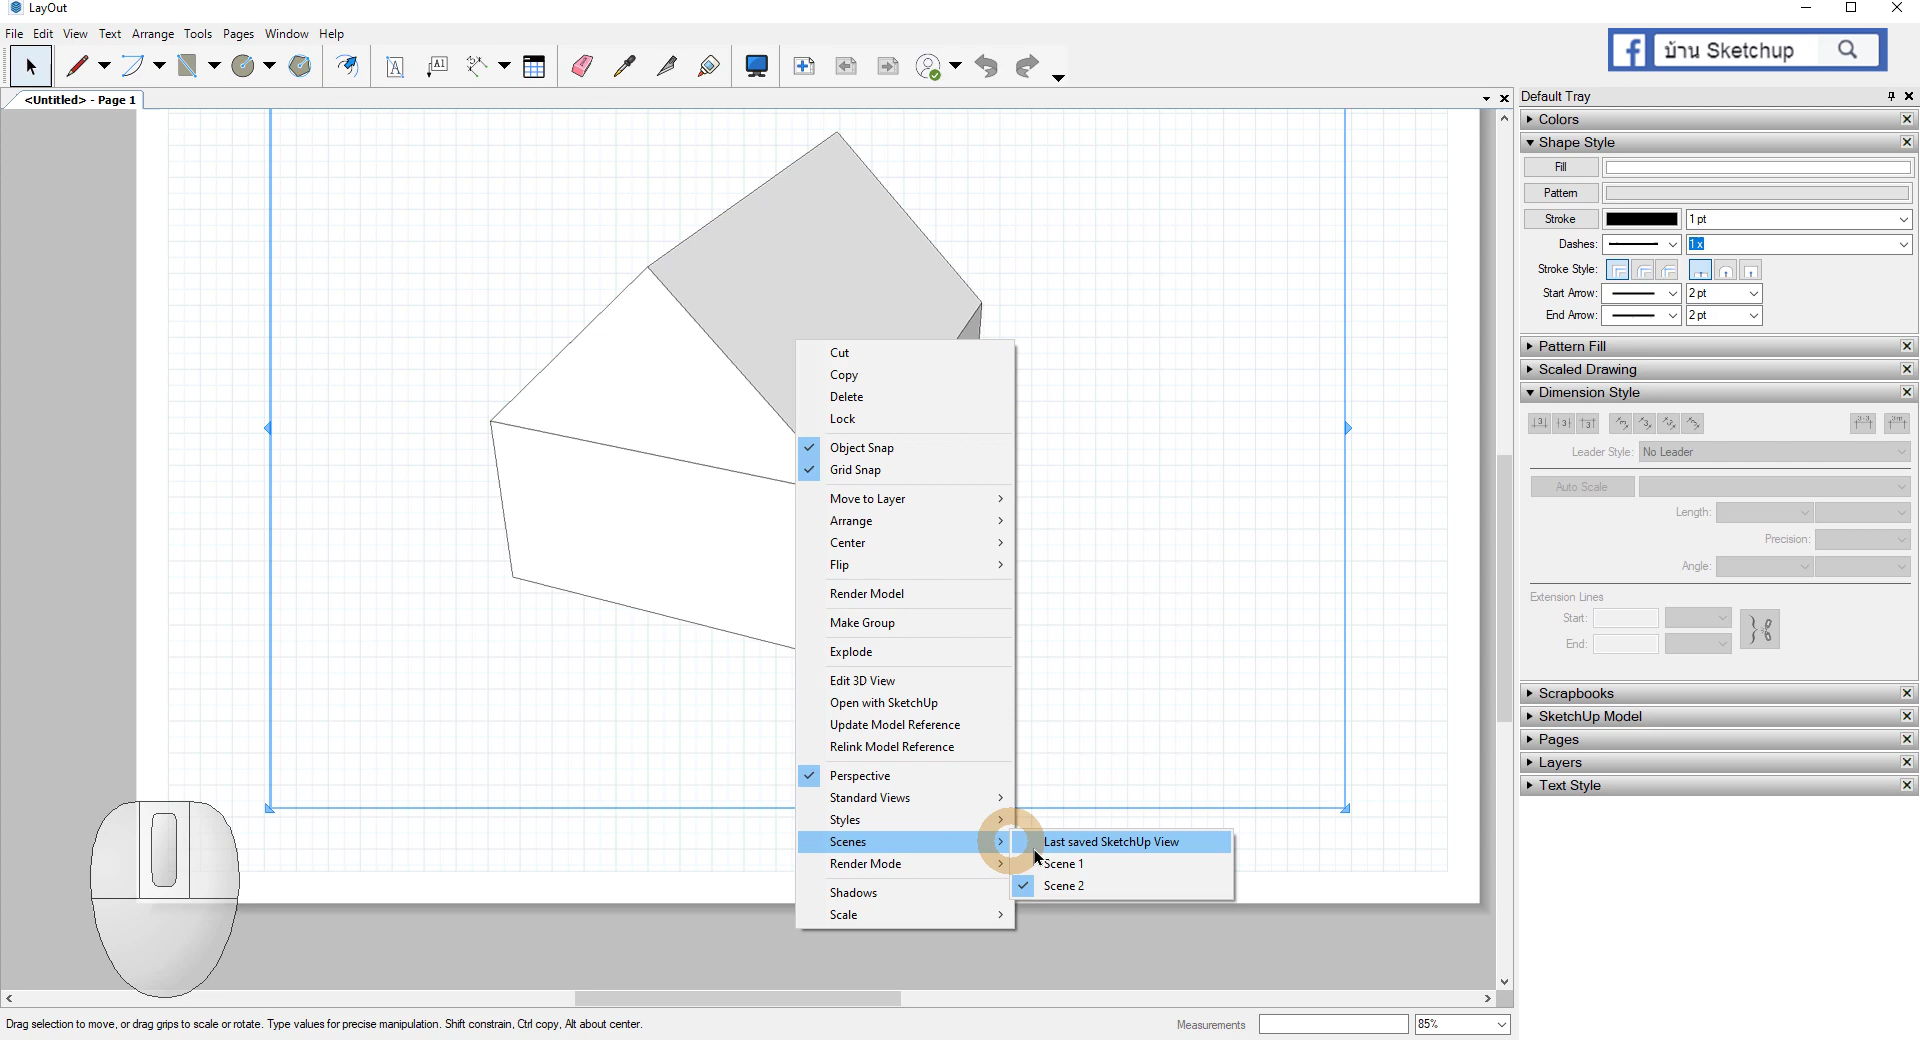 LayOut
File Edit View Text Arrange Tools Pages Window Help
บ้าน Sketchup
<Untitled> - Page 1
Default Tray
Colors
Shape Style
Fill
Pattern
Stroke 1 pt
Dashes: 1 x
Stroke Style:
Start Arrow: 2 pt
End Arrow: 2 pt
Pattern Fill
Scaled Drawing
Dimension Style
Leader Style: No Leader
Auto Scale
Length:
Precision:
Angle:
Extension Lines
Start:
End:
Scrapbooks
SketchUp Model
Pages
Layers
Text Style
Cut
Copy
Delete
Lock
Object Snap
Grid Snap
Move to Layer
Arrange
Center
Flip
Render Model
Make Group
Explode
Edit 3D View
Open with SketchUp
Update Model Reference
Relink Model Reference
Perspective
Standard Views
Styles
Scenes
Render Mode
Shadows
Scale
Last saved SketchUp View
Scene 1
Scene 2
Drag selection to move, or drag grips to scale or rotate. Type values for precise manipulation. Shift constrain, Ctrl copy, Alt about center.
Measurements 85%